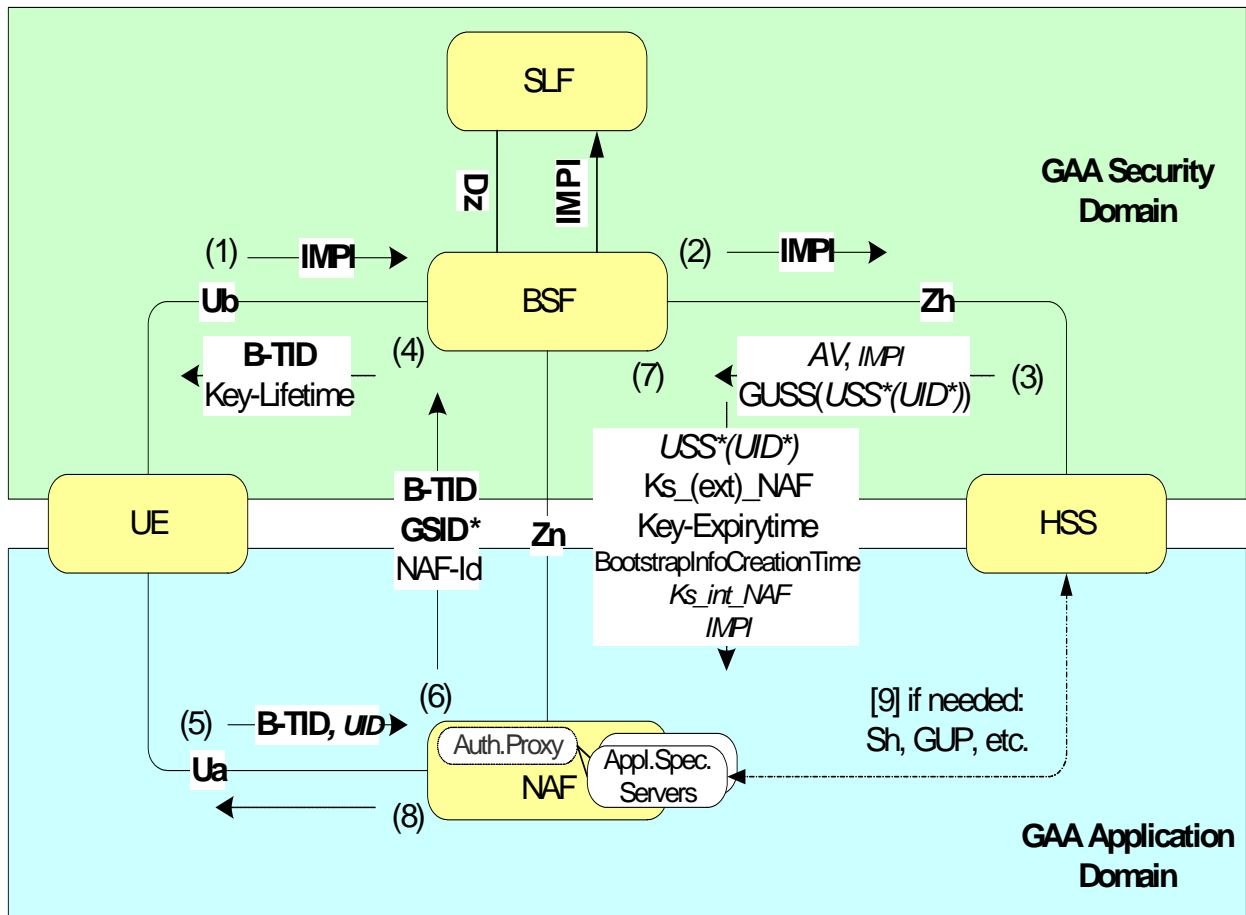 SLF
GAA Security
Domain
Dz
IMPI
(1)
IMPI
(2)
IMPI
Ub
BSF
Zh
B-TID
Key-Lifetime
(4)
(7)
AV, IMPI
GUSS(USS*(UID*))
(3)
USS*(UID*)
Ks_(ext)_NAF
Key-Expirytime
BootstrapInfoCreationTime
Ks_int_NAF
IMPI
B-TID
GSID*
NAF-Id
Zn
UE
HSS
(6)
(5)
B-TID, UID
[9] if needed:
Sh, GUP, etc.
Auth.Proxy
NAF
Appl.Spec.
Servers
Ua
(8)
GAA Application
Domain